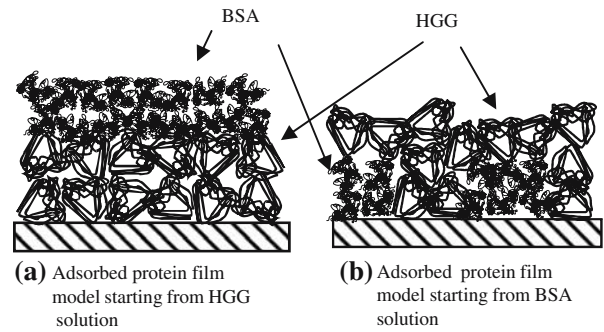 BSA
HGG
(a) Adsorbed protein film
model starting from HGG
solution
(b) Adsorbed protein film
model starting from BSA
solution